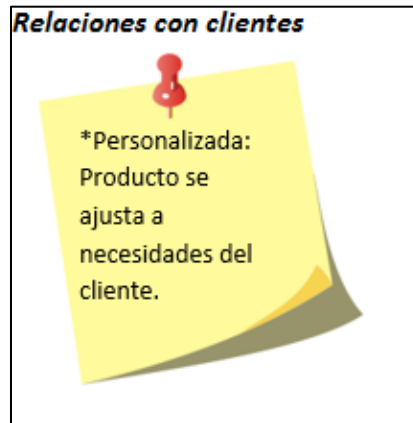 Relaciones con clientes
*Personalizada:
Producto se
ajusta a
necesidades del
cliente.